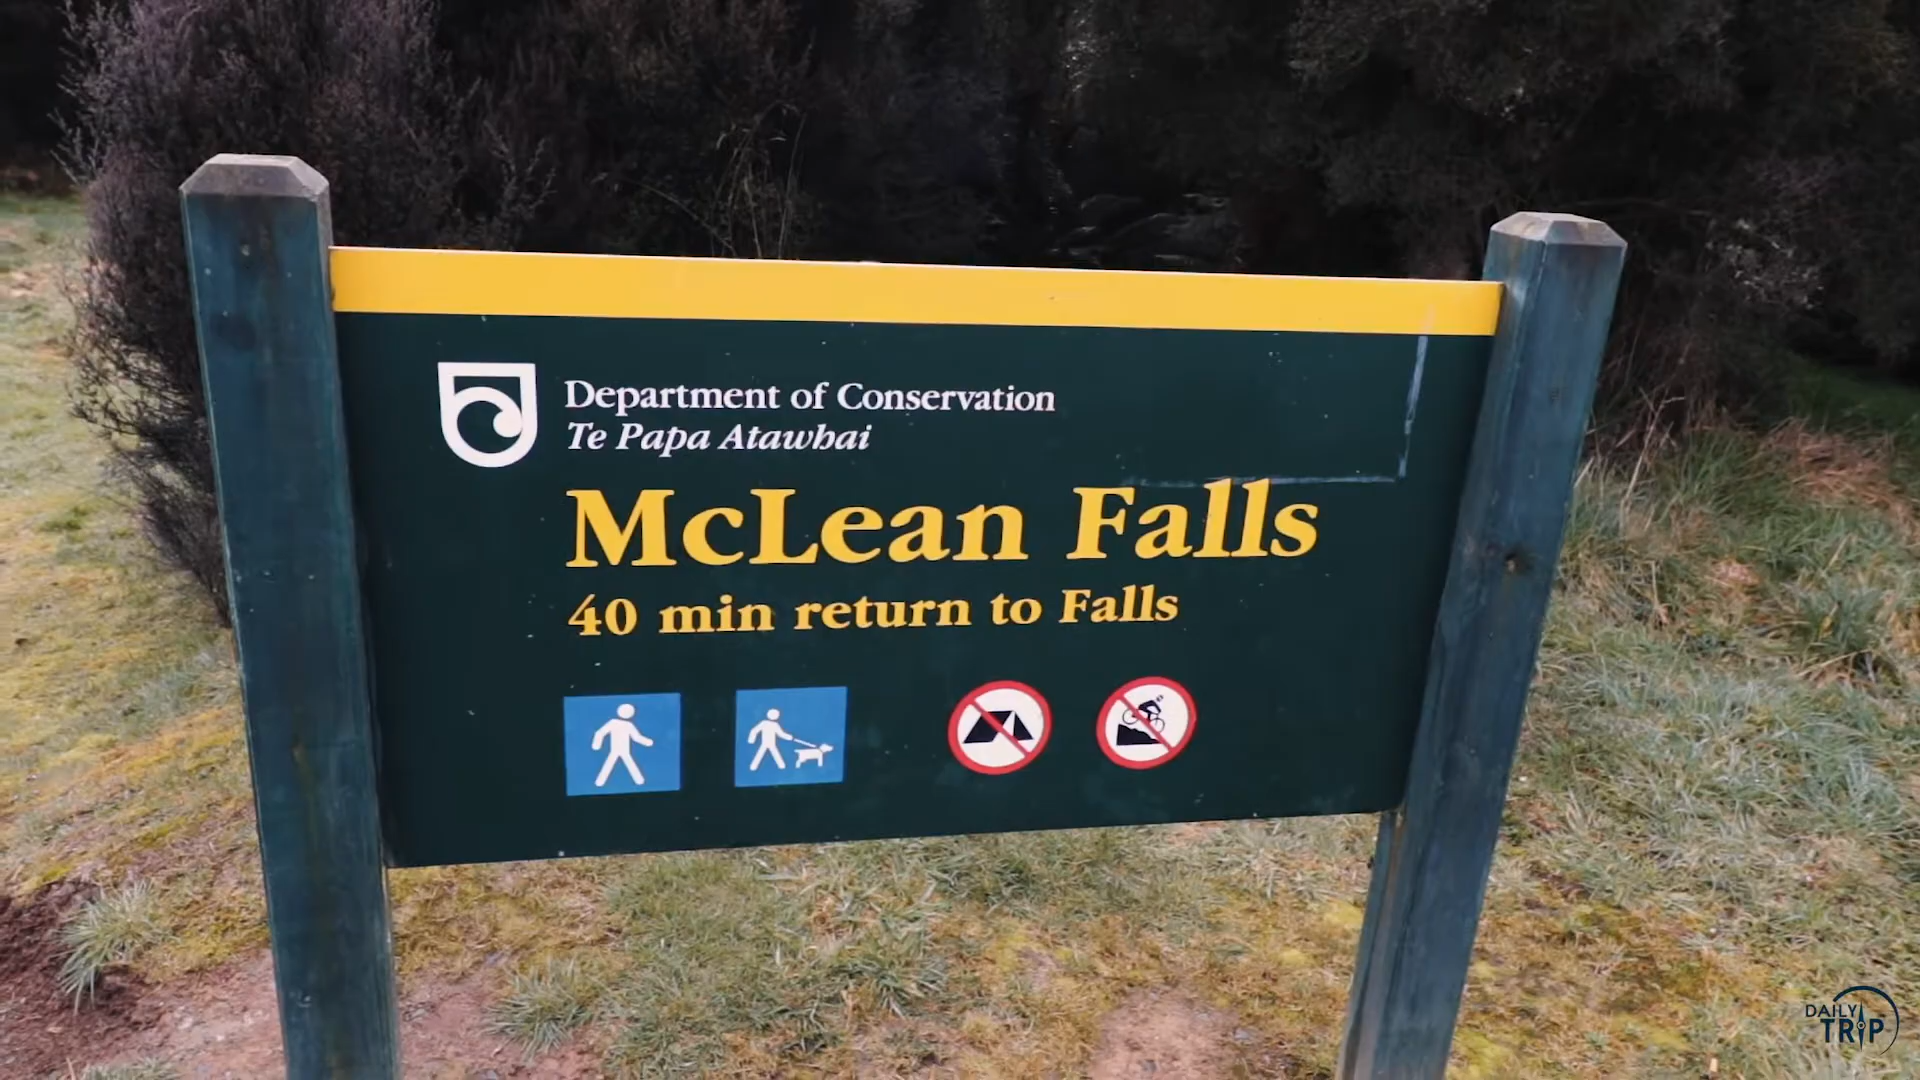 Department of Conservation
Te Papa Atawhai
McLean Falls
40 min return to Falls
DAILY
TRIP